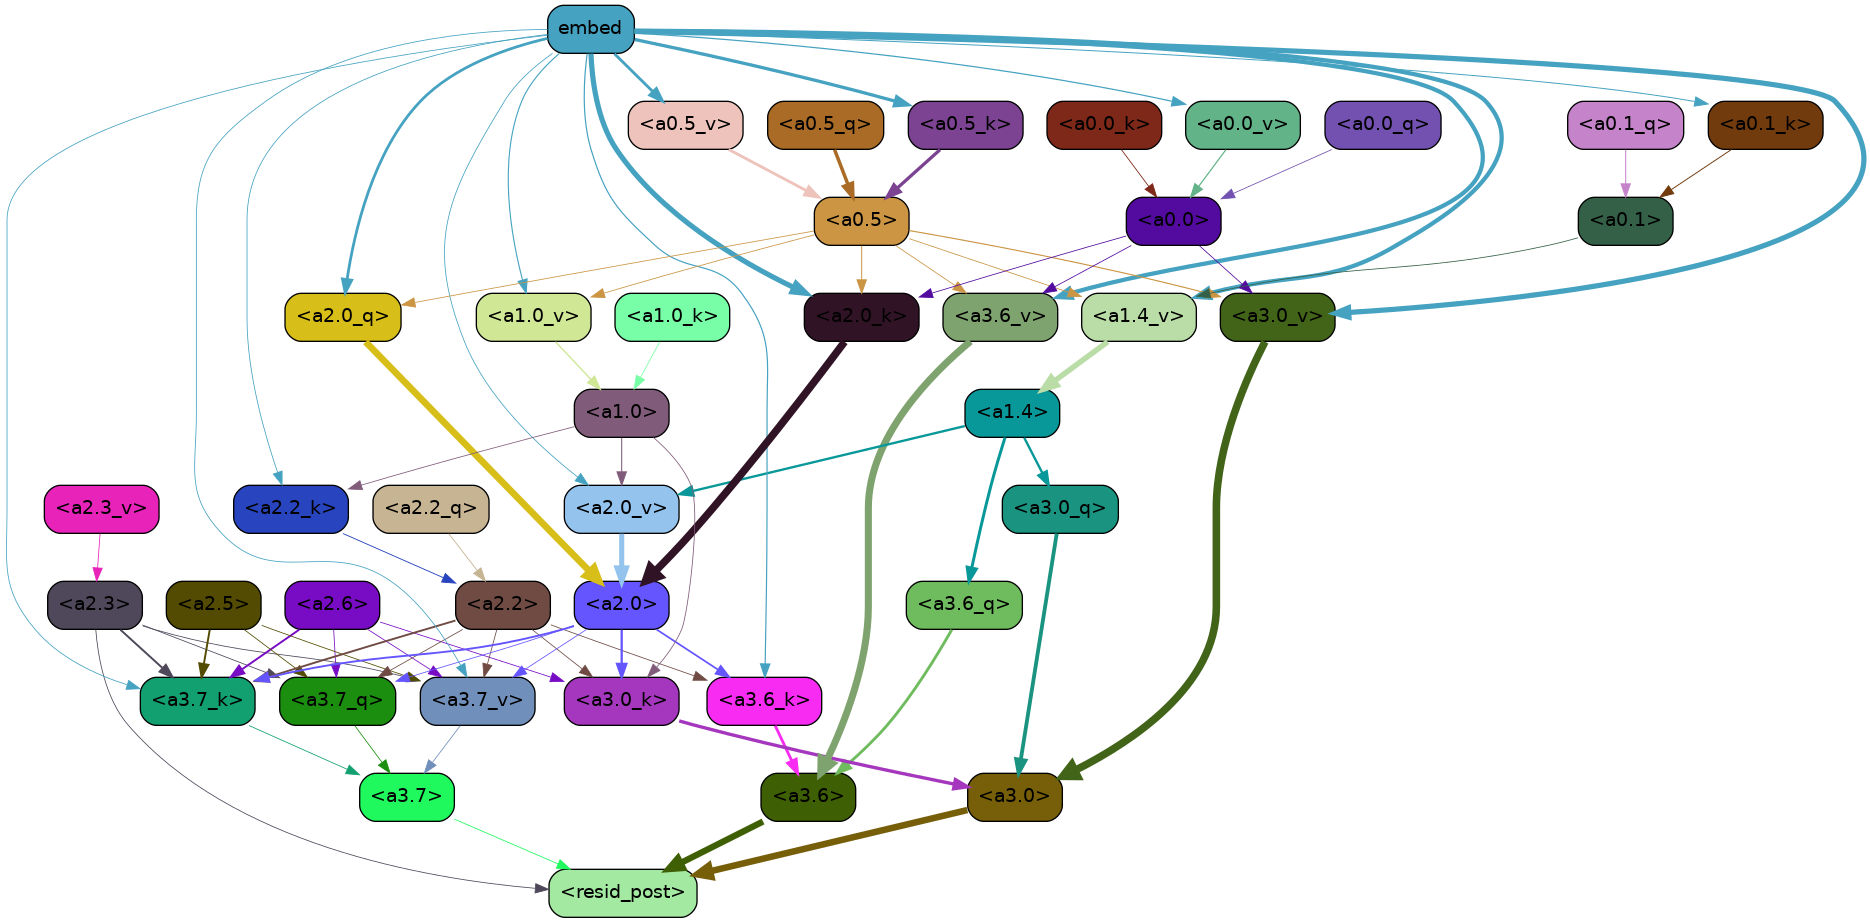 embed
<a0.5_v>
<a0.5_q>
<a0.5_k>
<a0.0_k>
<a0.0_v>
<a0.0_q>
<a0.1_q>
<a0.1_k>
<a0.5>
<a0.0>
<a0.1>
<a2.0_q>
<a1.0_v>
<a1.0_k>
<a2.0_k>
<a3.6_v>
<a1.4_v>
<a3.0_v>
<a1.0>
<a1.4>
<a2.3_v>
<a2.2_k>
<a2.2_q>
<a2.0_v>
<a3.0_q>
<a2.3>
<a2.5>
<a2.6>
<a2.2>
<a2.0>
<a3.6_q>
<a3.7_k>
<a3.7_q>
<a3.7_v>
<a3.0_k>
<a3.6_k>
<a3.7>
<a3.6>
<a3.0>
<resid_post>